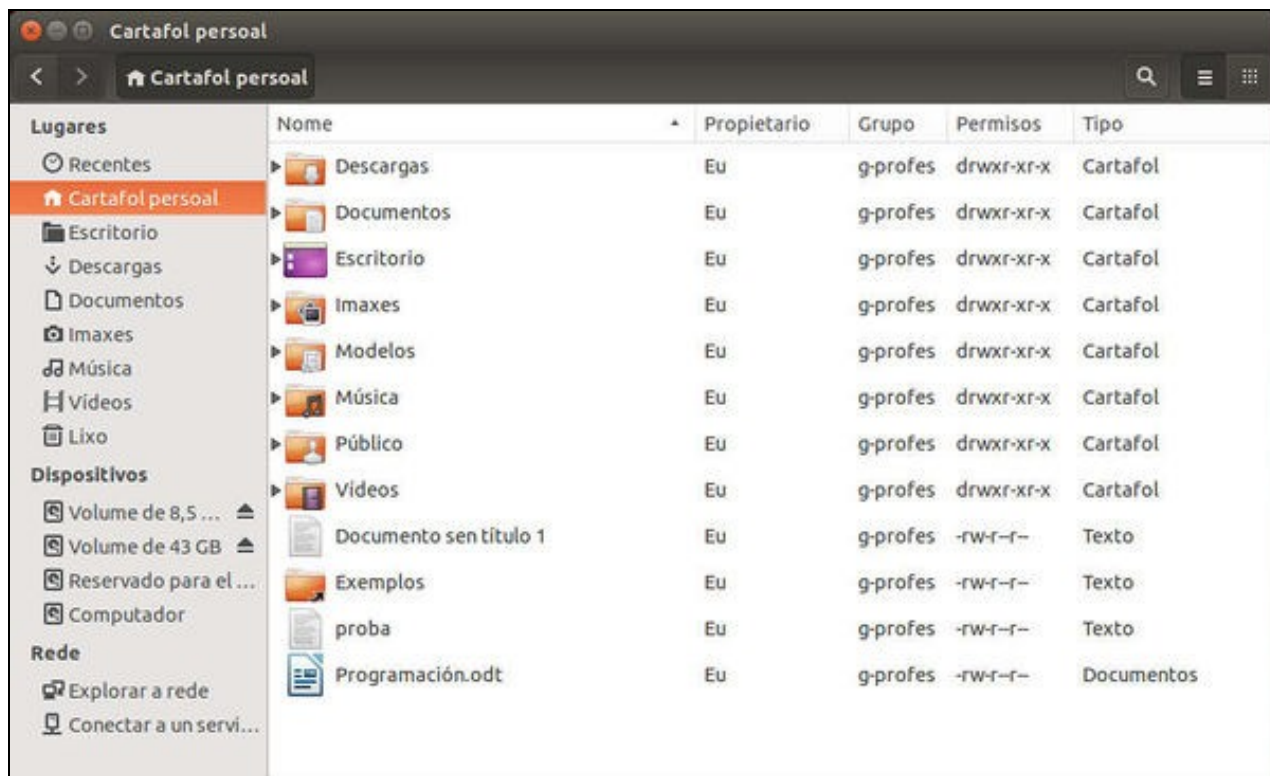 Cartafol persoal
Cartafol persoal
Lugares
Recentes
Cartafol persoal
Escritorio
Descargas
Documentos
Imaxes
Música
Vídeos
Lixo
Dispositivos
Volume de 8,5 ...
Volume de 43 GB
Reservado para el ...
Computador
Rede
Explorar a rede
Conectar a un servi...
Nome Propietario Grupo Permisos Tipo
Descargas Eu g-profes drwxr-xr-x Cartafol
Documentos Eu g-profes drwxr-xr-x Cartafol
Escritorio Eu g-profes drwxr-xr-x Cartafol
Imaxes Eu g-profes drwxr-xr-x Cartafol
Modelos Eu g-profes drwxr-xr-x Cartafol
Música Eu g-profes drwxr-xr-x Cartafol
Público Eu g-profes drwxr-xr-x Cartafol
Vídeos Eu g-profes drwxr-xr-x Cartafol
Documento sen título 1 Eu g-profes -rw-r--r-- Texto
Exemplos Eu g-profes -rw-r--r-- Texto
proba Eu g-profes -rw-r--r-- Texto
Programación.odt Eu g-profes -rw-r--r-- Documentos